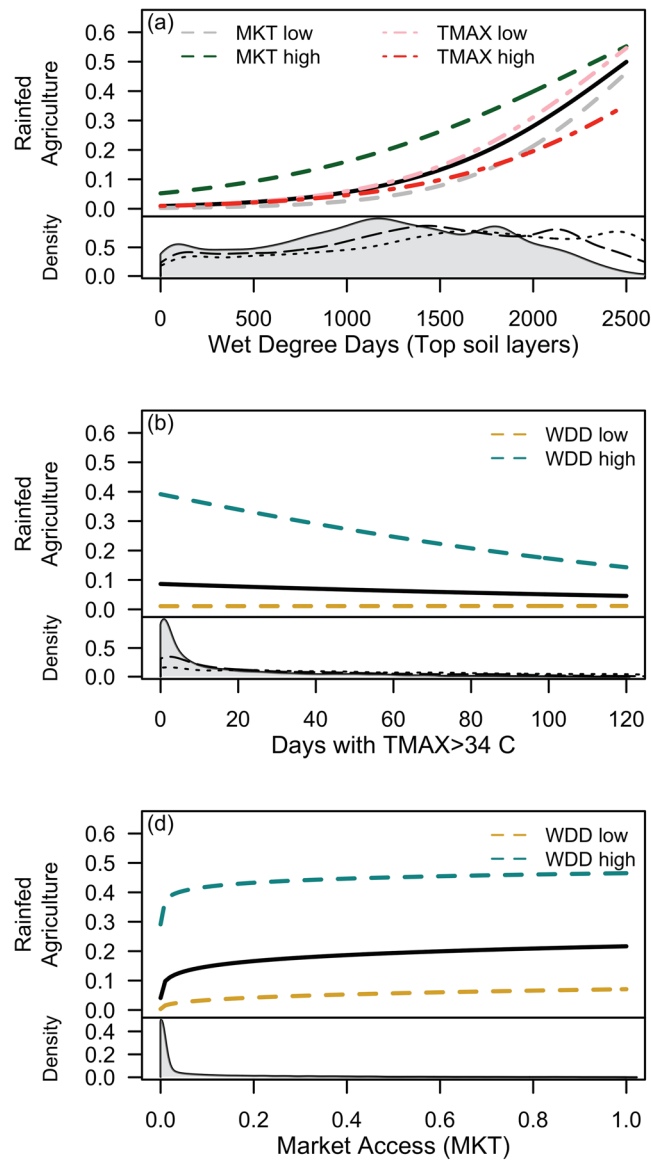 (a)
MKT low
TMAX low
MKT high
TMAX high
Rainfed
Agriculture
0.6
0.5
0.4
0.3
0.2
0.1
0.0
Density
0.5
0.0
0 500 1000 1500 2000 2500
Wet Degree Days (Top soil layers)
(b)
WDD low
WDD high
Rainfed
Agriculture
0.6
0.5
0.4
0.3
0.2
0.1
0.0
Density
0.5
0.0
0 20 40 60 80 100 120
Days with TMAX>34 C
(d)
WDD low
WDD high
Rainfed
Agriculture
0.6
0.5
0.4
0.3
0.2
0.1
0.0
Density
0.4
0.2
0.0
0.0 0.2 0.4 0.6 0.8 1.0
Market Access (MKT)